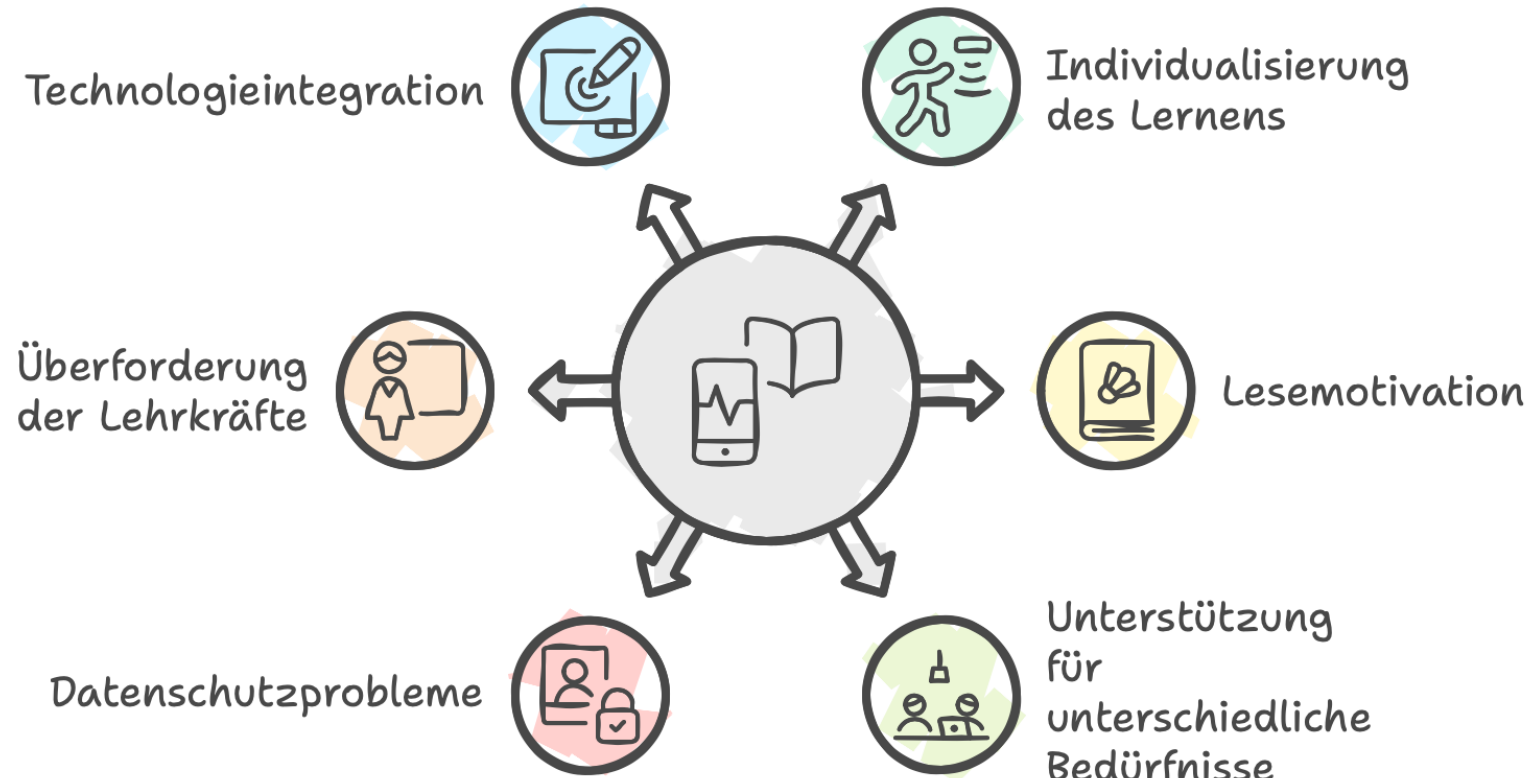 Technologieintegration
Individualisierung
des Lernens
Überforderung
der Lehrkräfte
Lesemotivation
Datenschutzprobleme
Unterstützung
für
unterschiedliche
Bedürfnisse